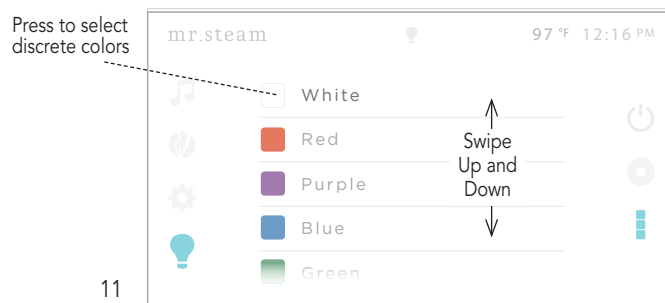 Press to select
discrete colors
mr.steam
97 °F 12:16 PM
White
Red
Purple
Blue
Green
Swipe
Up and
Down
11